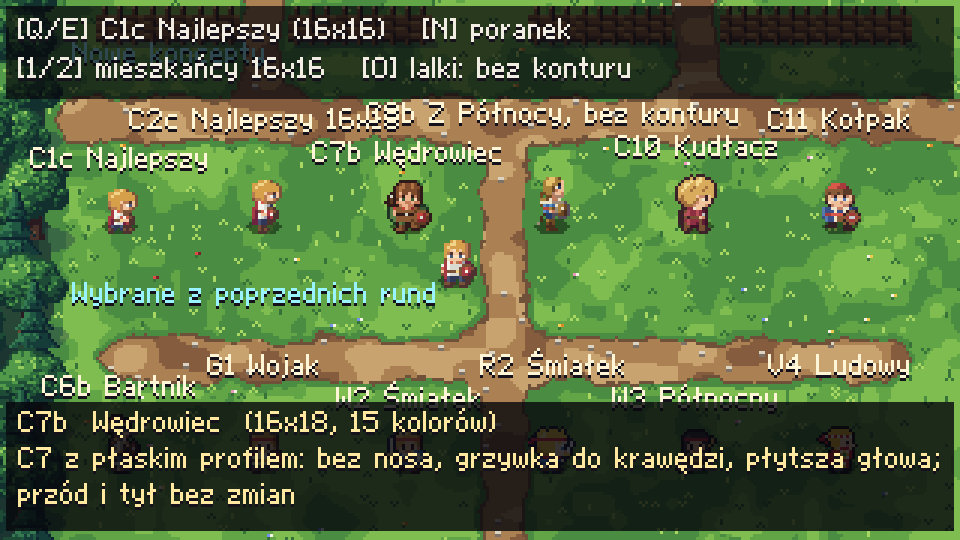 [Q/E] C1c Najlepszy (16x16) [N] poranek
Nowe koncepty
[1/2] mieszkańcy 16x16 [O] lalki: bez konturu
C2c Najlepszy
Z Północy, bez konturu
C11 Kołpak
C1c Najlepszy
C7b Wędrowiec
C10 Kudłacz
Wybrane z poprzednich rund
G1 Wojak
R2 Śmiałek
V4 Ludowy
C6b Bartnik
W2 Śmiałek
W3 Północny
C7b Wędrowiec (16x18, 15 kolorów)
C7 z płaskim profilem: bez nosa, grzywka do krawędzi, płytsza głowa;
przód i tył bez zmian